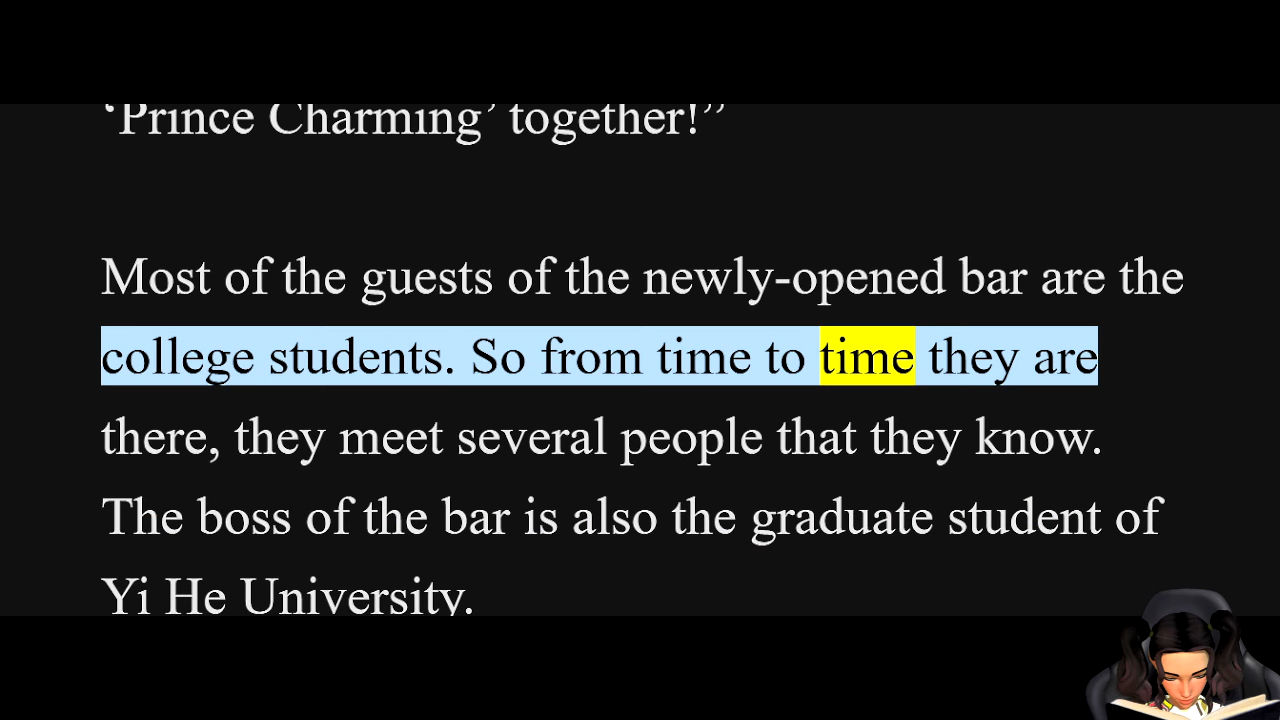 ‘Prince Charming’ together!”
Most of the guests of the newly-opened bar are the
college students. So from time to time they are
there, they meet several people that they know.
The boss of the bar is also the graduate student of
Yi He University.